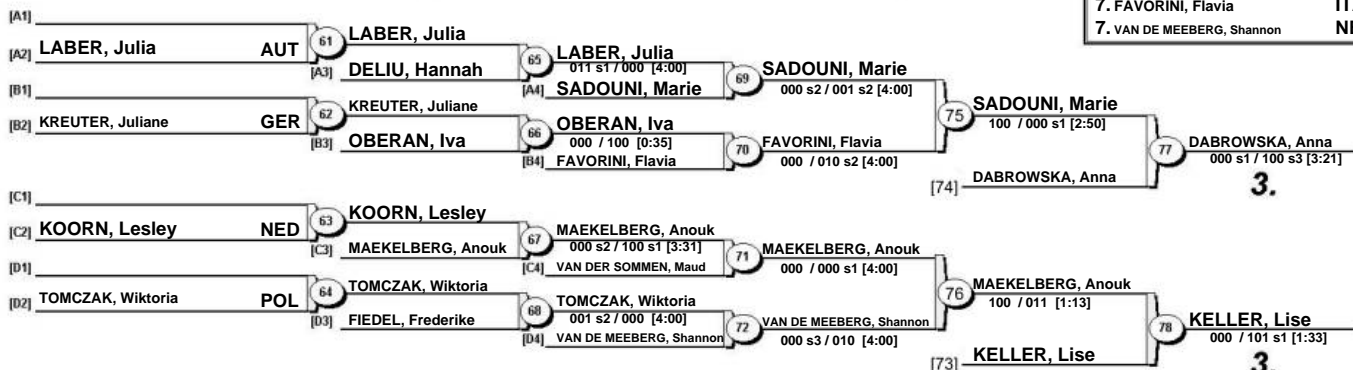 7. FAVORINI, Flavia
7. VAN DE MEEBERG, Shannon
[A1]
[A2] LABER, Julia AUT
61
LABER, Julia
[A3] DELIU, Hannah
65
LABER, Julia
011 s1 / 000 [4:00]
[A4] SADOUNI, Marie
69
SADOUNI, Marie
000 s2 / 001 s2 [4:00]
[B1]
[B2] KREUTER, Juliane GER
62
KREUTER, Juliane
[B3] OBERAN, Iva
66
OBERAN, Iva
000 / 100 [0:35]
[B4] FAVORINI, Flavia
70
FAVORINI, Flavia
000 / 010 s2 [4:00]
75
SADOUNI, Marie
100 / 000 s1 [2:50]
[74] DABROWSKA, Anna
77
DABROWSKA, Anna
000 s1 / 100 s3 [3:21]
3.
[C1]
[C2] KOORN, Lesley NED
63
KOORN, Lesley
[C3] MAEKELBERG, Anouk
67
MAEKELBERG, Anouk
000 s2 / 100 s1 [3:31]
[C4] VAN DER SOMMEN, Maud
71
MAEKELBERG, Anouk
000 / 000 s1 [4:00]
[D1]
[D2] TOMCZAK, Wiktoria POL
64
TOMCZAK, Wiktoria
[D3] FIEDEL, Frederike
68
TOMCZAK, Wiktoria
001 s2 / 000 [4:00]
[D4] VAN DE MEEBERG, Shannon
72
VAN DE MEEBERG, Shannon
000 s3 / 010 [4:00]
76
MAEKELBERG, Anouk
100 / 011 [1:13]
[73] KELLER, Lise
78
KELLER, Lise
000 / 101 s1 [1:33]
3.